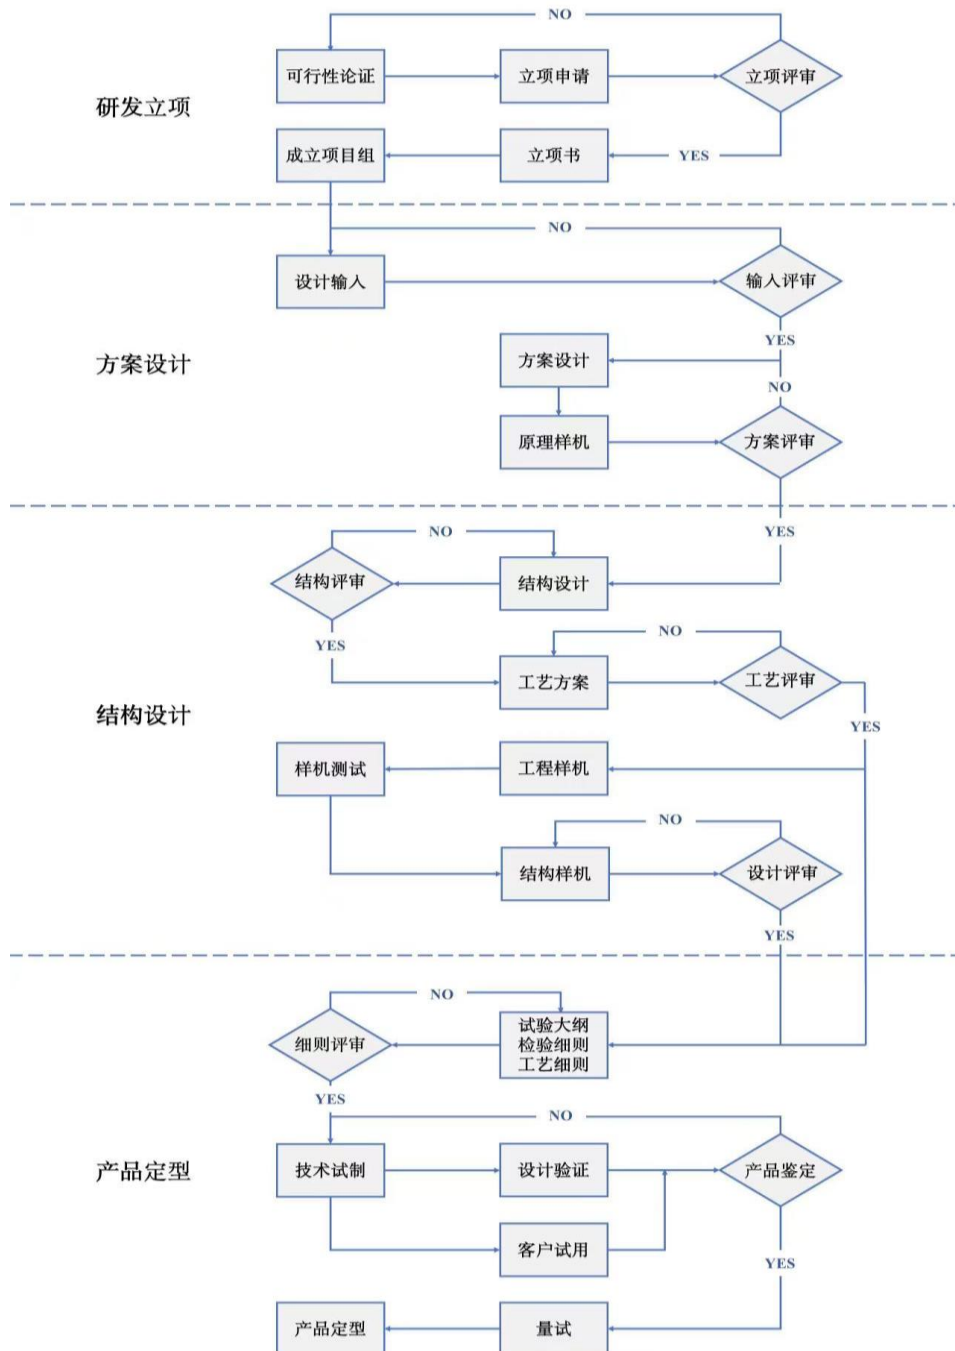 NO
可行性论证
立项申请
立项评审
研发立项
成立项目组
立项书
YES
NO
设计输入
输入评审
YES
方案设计
方案设计
NO
原理样机
方案评审
YES
NO
结构评审
结构设计
YES
NO
工艺方案
工艺评审
结构设计
YES
样机测试
工程样机
NO
结构样机
设计评审
YES
NO
细则评审
试验大纲
检验细则
工艺细则
YES
NO
产品定型
技术试制
设计验证
产品鉴定
客户试用
YES
产品定型
量试